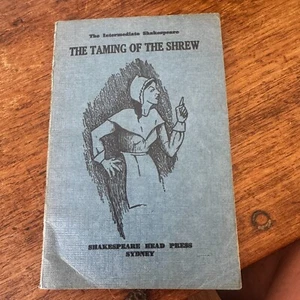 The Intermediate Shakespeare
THE TAMING OF THE SHREW
SHAKESPEARE HEAD PRESS
SYDNEY